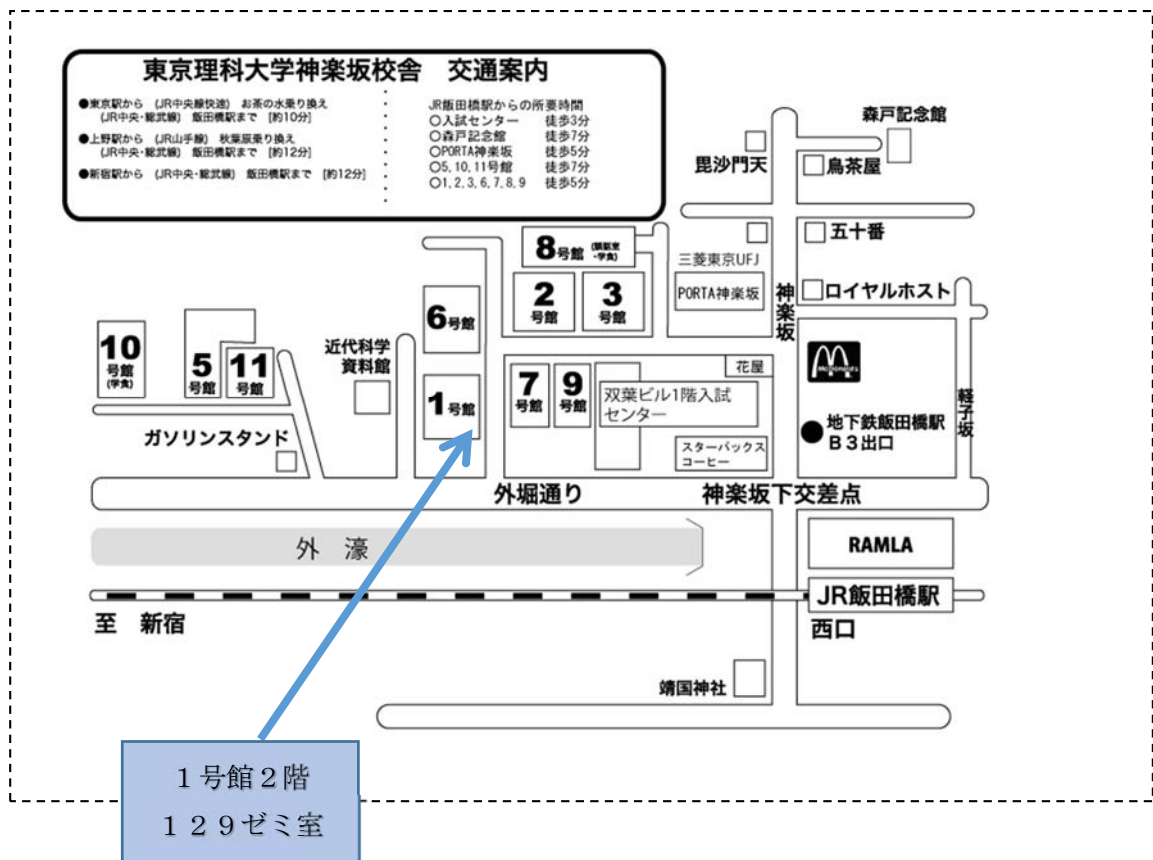 東京理科大学神楽坂校舎 交通案内
●東京駅から (JR中央線快速) お茶の水乗り換え
(JR中央・総武線) 飯田橋駅まで [約10分]
●上野駅から (JR山手線) 秋葉原乗り換え
(JR中央・総武線) 飯田橋駅まで [約12分]
●新宿駅から (JR中央・総武線) 飯田橋駅まで [約12分]
JR飯田橋駅からの所要時間
○入試センター 徒歩3分
○森戸記念館 徒歩7分
○PORTA神楽坂 徒歩5分
○5,10,11号館 徒歩7分
○1,2,3,6,7,8,9 徒歩5分
森戸記念館
毘沙門天
鳥茶屋
五十番
三菱東京UFJ
PORTA神楽坂
神楽坂
ロイヤルホスト
8号館
・学食)
2号館
3号館
6号館
10号館
(学食)
5号館
11号館
近代科学
資料館
1号館
7号館
9号館
花屋
双葉ビル1階入試
センター
McDonald's
軽子坂
地下鉄飯田橋駅
B3出口
ガソリンスタンド
スターバックス
コーヒー
外堀通り
神楽坂下交差点
外 濠
RAMLA
JR飯田橋駅
至 新宿
西口
靖国神社
1号館2階
129ゼミ室